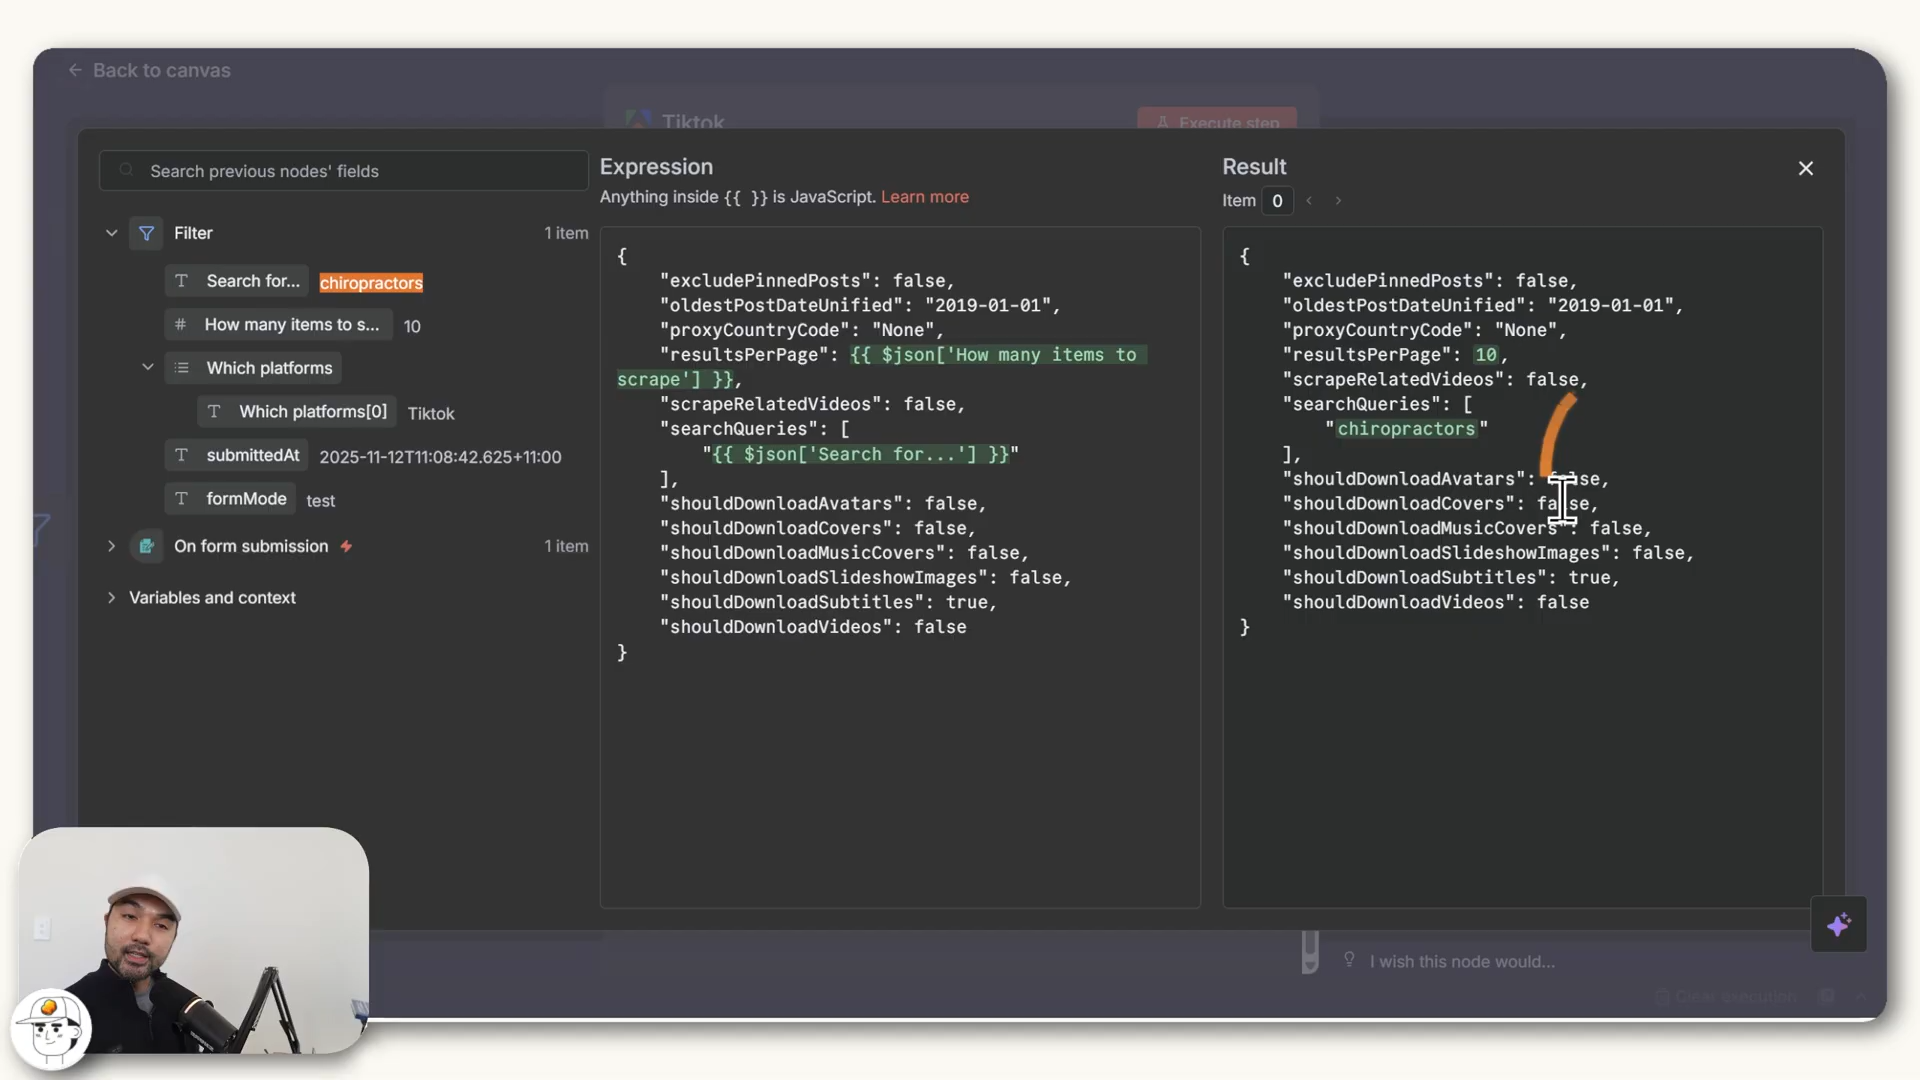 Back to canvas
Tiktok
Execute step
Search previous nodes' fields
Filter
1 item
Search for...
chiropractors
How many items to s...
10
Which platforms
Which platforms[0]
Tiktok
submittedAt
2025-11-12T11:08:42.625+11:00
formMode
test
On form submission
1 item
Variables and context
Expression
Anything inside {{ }} is JavaScript. Learn more
{
"excludePinnedPosts": false,
"oldestPostDateUnified": "2019-01-01",
"proxyCountryCode": "None",
"resultsPerPage": {{ $json['How many items to
scrape'] }},
"scrapeRelatedVideos": false,
"searchQueries": [
"{{ $json['Search for...'] }}"
],
"shouldDownloadAvatars": false,
"shouldDownloadCovers": false,
"shouldDownloadMusicCovers": false,
"shouldDownloadSlideshowImages": false,
"shouldDownloadSubtitles": true,
"shouldDownloadVideos": false
}
Result
Item 0
{
"excludePinnedPosts": false,
"oldestPostDateUnified": "2019-01-01",
"proxyCountryCode": "None",
"resultsPerPage": 10,
"scrapeRelatedVideos": false,
"searchQueries": [
"chiropractors"
],
"shouldDownloadAvatars": false,
"shouldDownloadCovers": false,
"shouldDownloadMusicCovers": false,
"shouldDownloadSlideshowImages": false,
"shouldDownloadSubtitles": true,
"shouldDownloadVideos": false
}
I wish this node would...
Clear execution